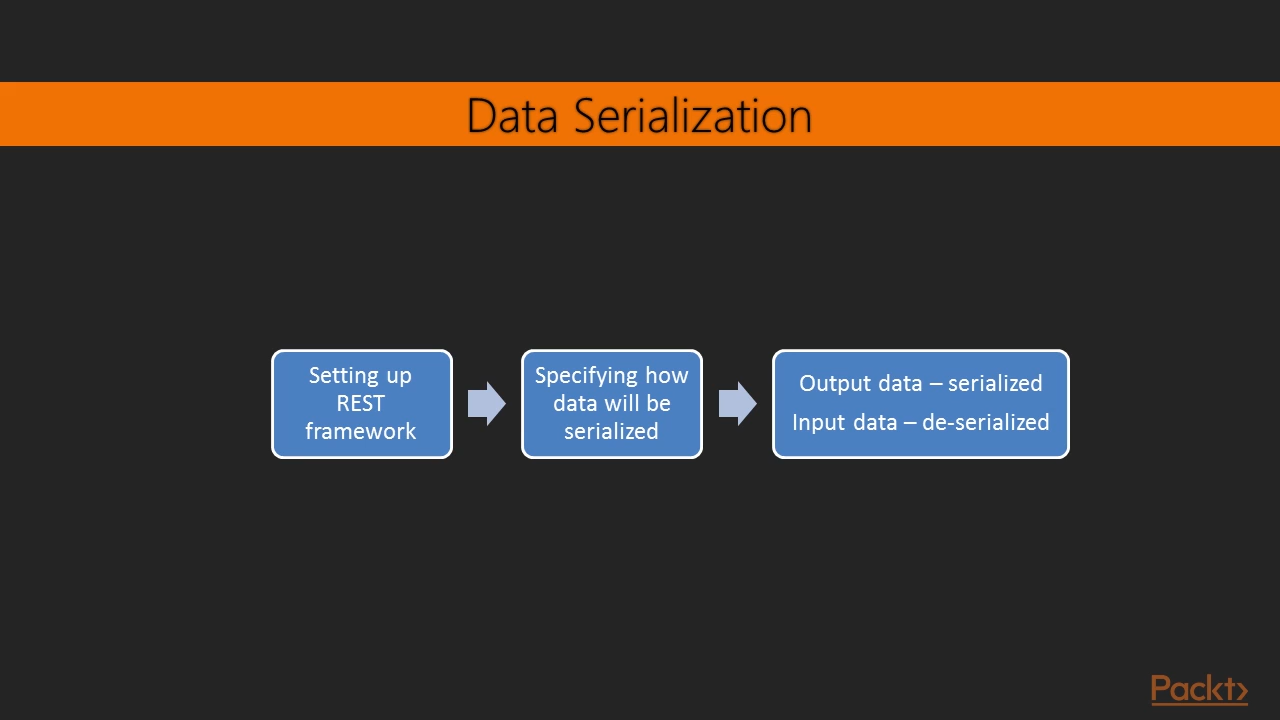 Data Serialization
Setting up
REST
framework
Specifying how
data will be
serialized
Output data – serialized
Input data – de-serialized
Packt>